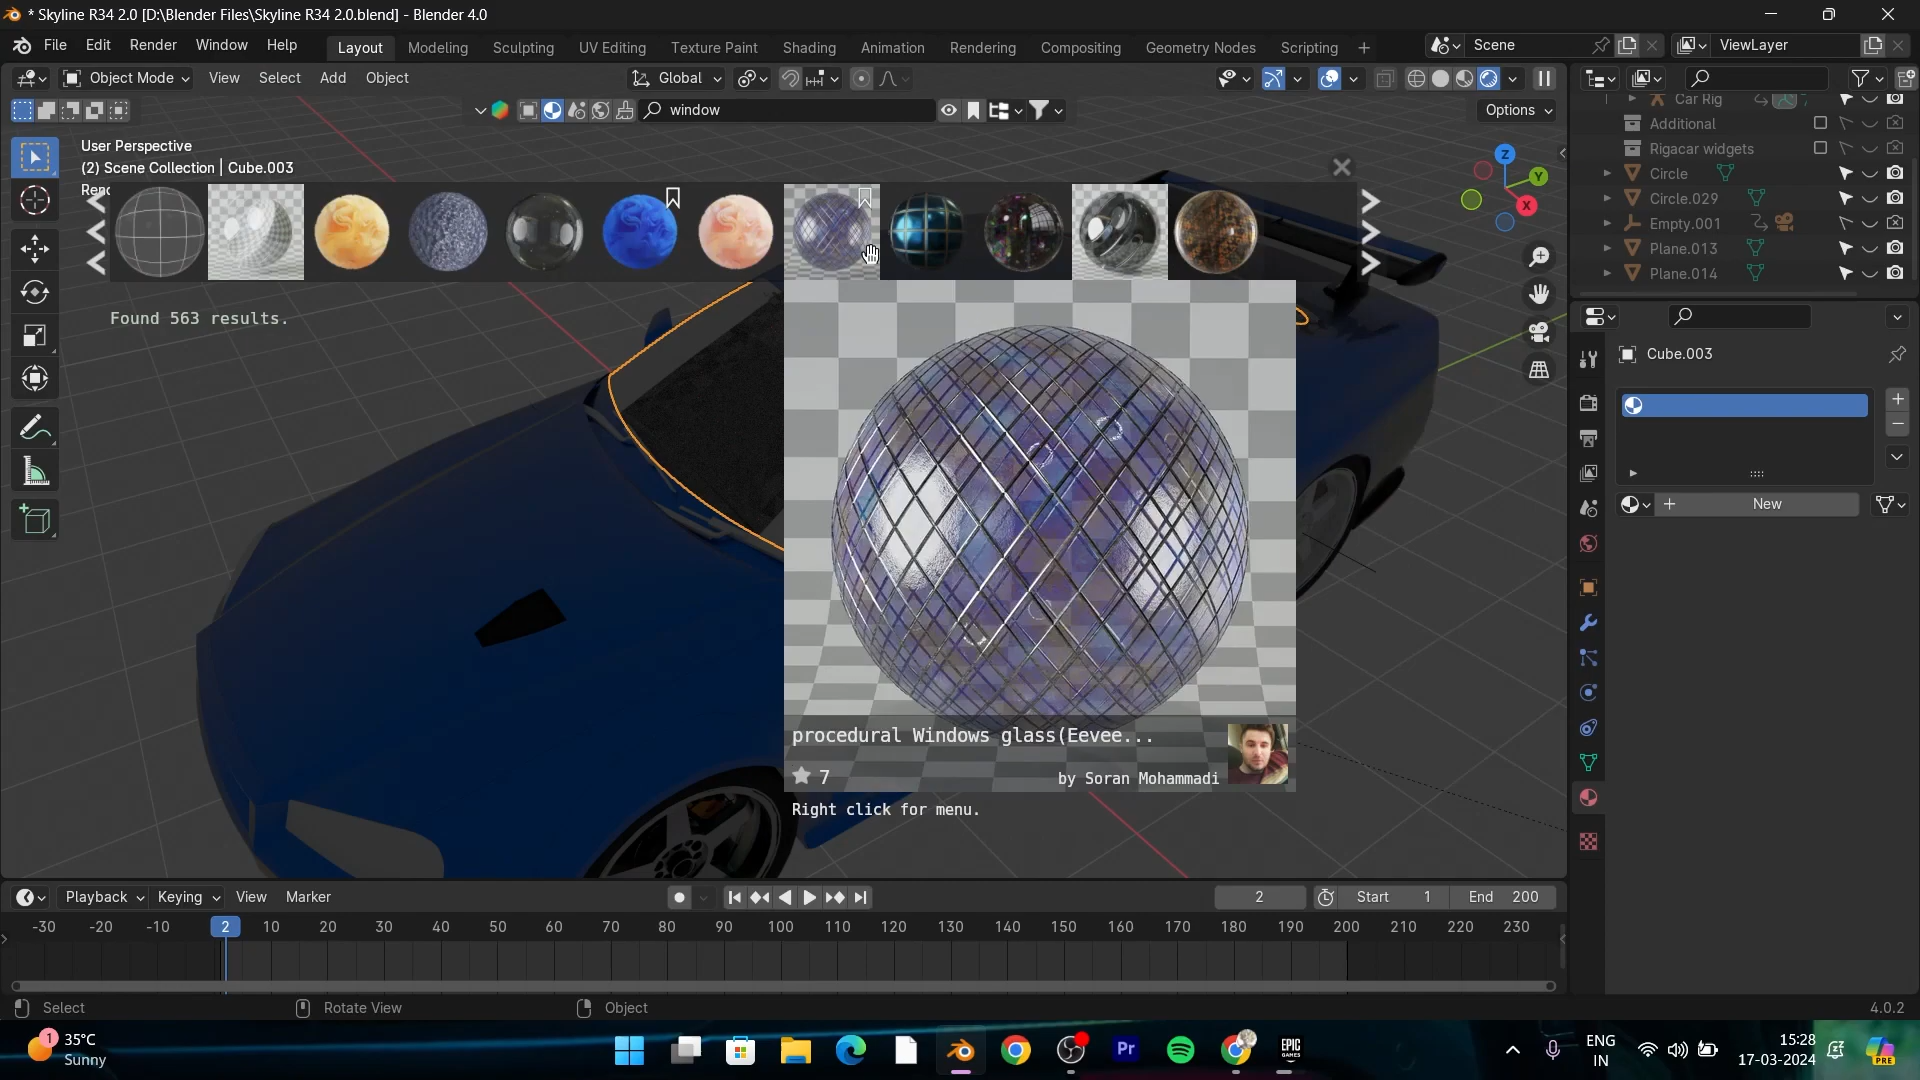 * Skyline R34 2.0 [D:\Blender Files\Skyline R34 2.0.blend] - Blender 4.0
File Edit Render Window Help
Layout Modeling Sculpting UV Editing Texture Paint Shading Animation Rendering Compositing Geometry Nodes Scripting +
Scene
ViewLayer
Object Mode View Select Add Object
Global
window
Options
User Perspective
(2) Scene Collection | Cube.003
Rend
Found 563 results.
procedural Windows glass(Eevee...
7
by Soran Mohammadi
Right click for menu.
Z
Y
X
Car Rig
Additional
Rigacar widgets
Circle
Circle.029
Empty.001
Plane.013
Plane.014
Cube.003
New
Playback Keying View Marker
2
Start 1
End 200
-30 -20 -10 2 10 20 30 40 50 60 70 80 90 100 110 120 130 140 150 160 170 180 190 200 210 220 230
Select
Rotate View
Object
4.0.2
1
35°C
Sunny
Pr
EPIC
GAMES
ENG
IN
15:28
17-03-2024
PRE